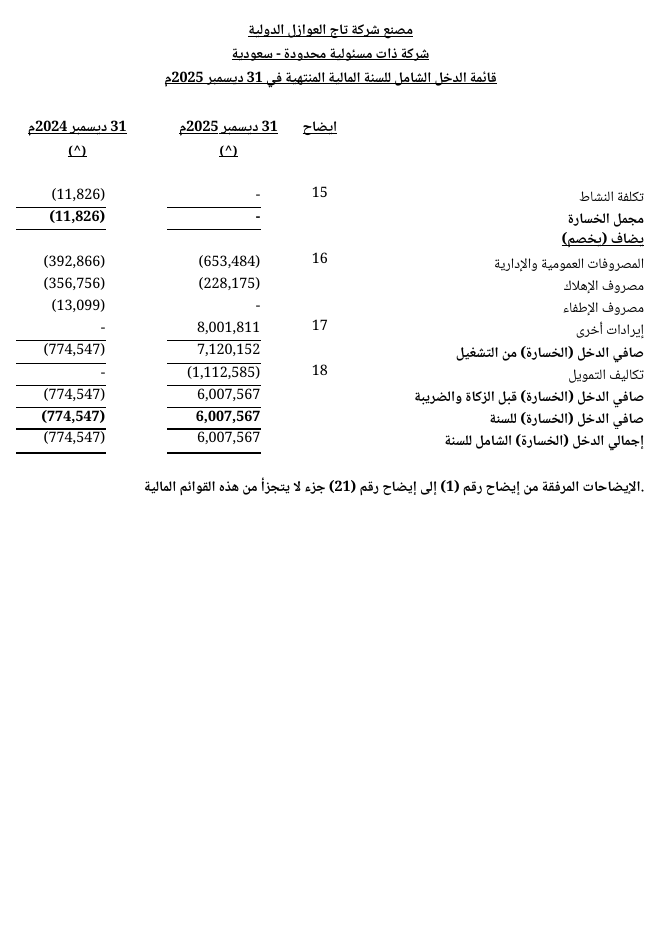 مصنع شركة تاج العوازل الدولية
شركة ذات مسئولية محدودة - سعودية
قائمة الدخل الشامل للسنة المالية المنتهية في 31 ديسمبر 2025م
ايضاح 31 ديسمبر 2025م 31 ديسمبر 2024م
(^) (^)
تكلفة النشاط 15 - (11,826)
مجمل الخسارة - (11,826)
يضاف (يخصم)
المصروفات العمومية والإدارية 16 (653,484) (392,866)
مصروف الإهلاك (228,175) (356,756)
مصروف الإطفاء - (13,099)
إيرادات أخرى 17 8,001,811 -
صافي الدخل (الخسارة) من التشغيل 7,120,152 (774,547)
تكاليف التمويل 18 (1,112,585) -
صافي الدخل (الخسارة) قبل الزكاة والضريبة 6,007,567 (774,547)
صافي الدخل (الخسارة) للسنة 6,007,567 (774,547)
إجمالي الدخل (الخسارة) الشامل للسنة 6,007,567 (774,547)
.الإيضاحات المرفقة من إيضاح رقم (1) إلى إيضاح رقم (21) جزء لا يتجزأ من هذه القوائم المالية